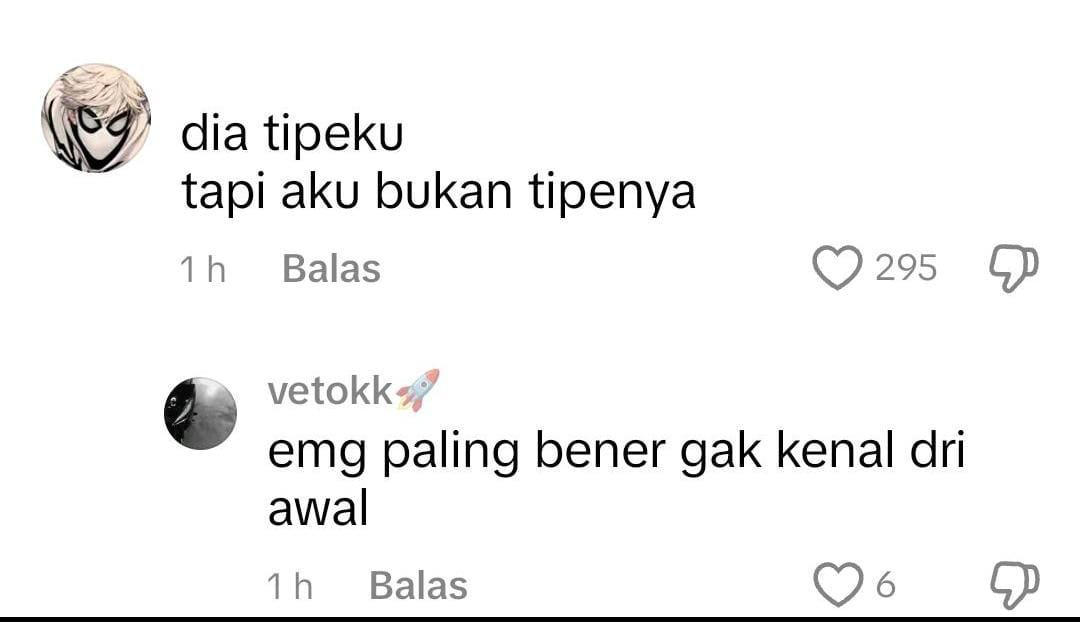 dia tipeku
tapi aku bukan tipenya
1 h Balas 295
vetokk🚀
emg paling bener gak kenal dri
awal
1 h Balas 6